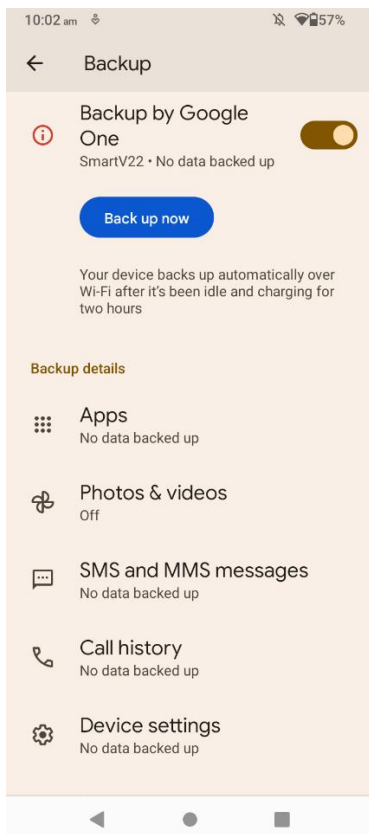 10:02 am 57%
Backup
Backup by Google
One
SmartV22 • No data backed up
Back up now
Your device backs up automatically over
Wi-Fi after it's been idle and charging for
two hours
Backup details
Apps
No data backed up
Photos & videos
Off
SMS and MMS messages
No data backed up
Call history
No data backed up
Device settings
No data backed up